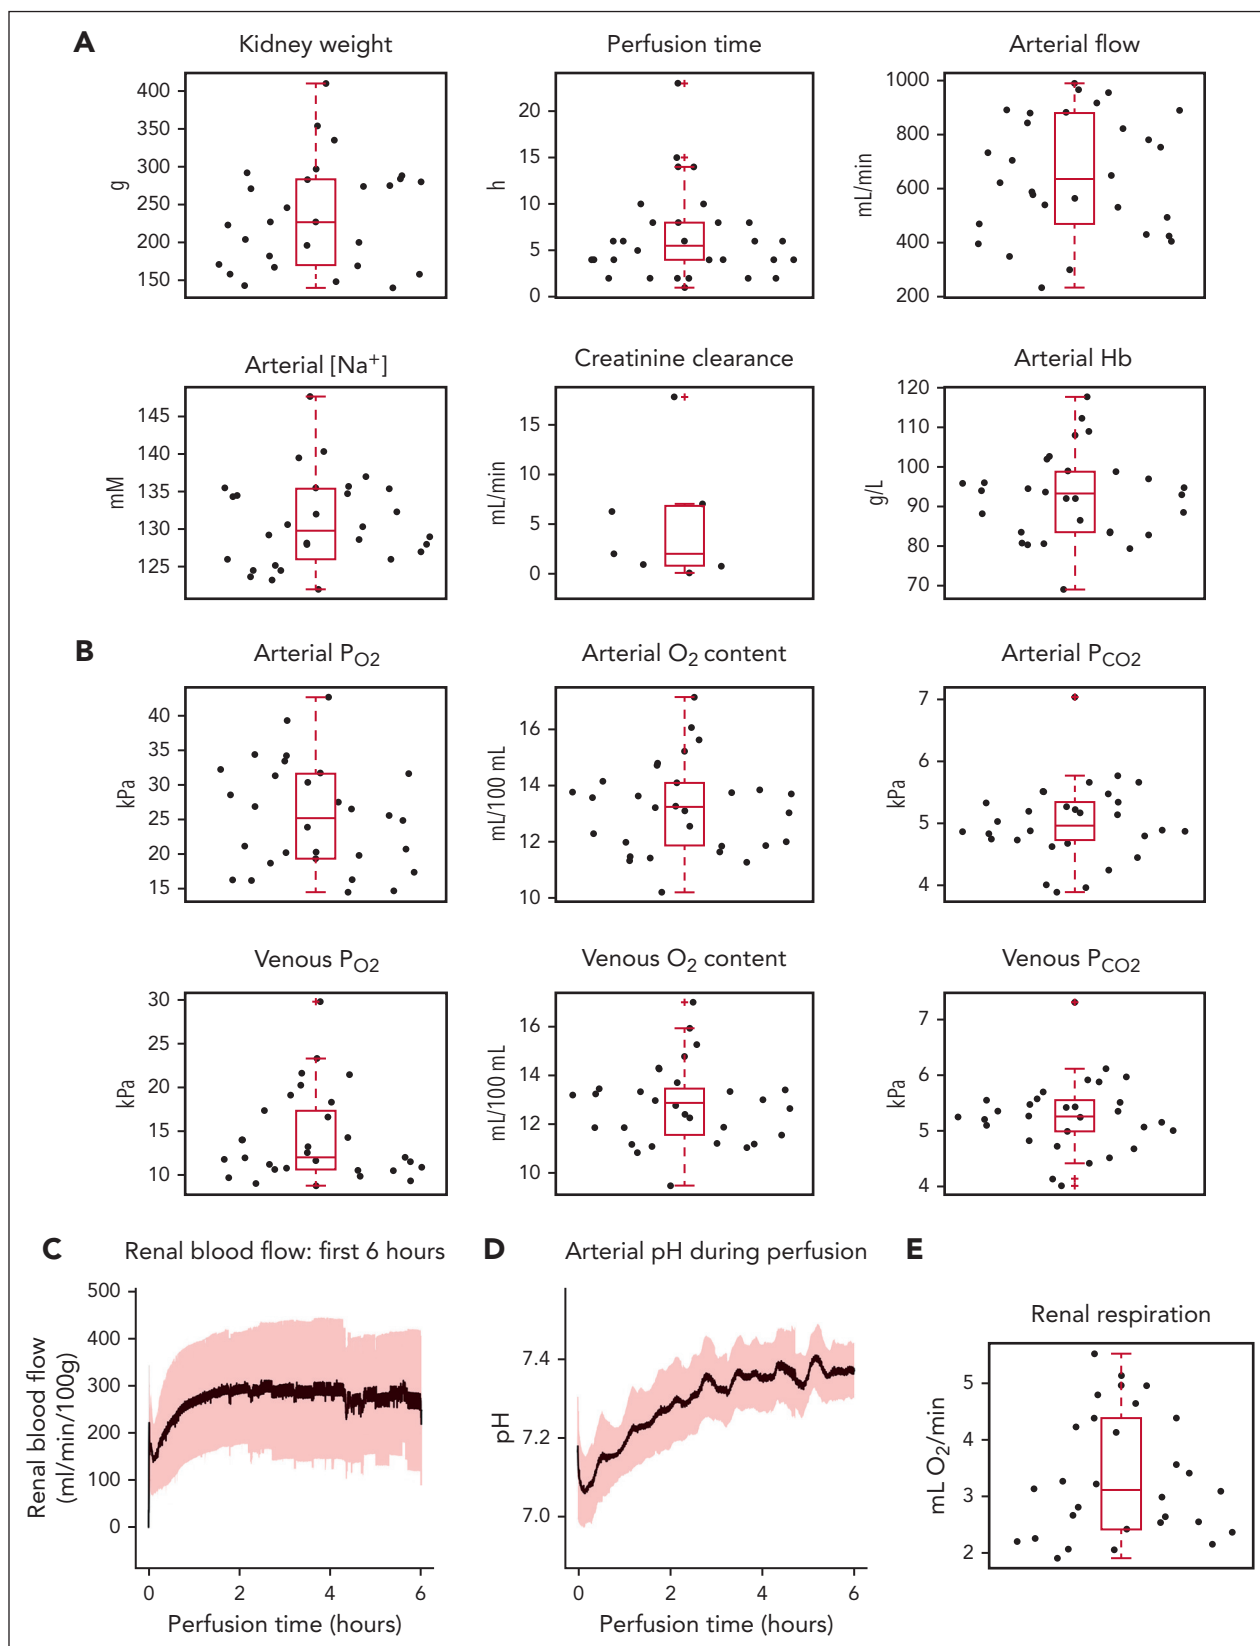 A
Kidney weight
Perfusion time
Arterial flow
400
350
300
250
200
150
g
20
15
10
5
0
h
1000
800
600
400
200
mL/min
Arterial [Na+]
Creatinine clearance
Arterial Hb
145
140
135
130
125
mM
15
10
5
0
mL/min
120
110
100
90
80
70
g/L
B
Arterial PO2
Arterial O2 content
Arterial PCO2
40
35
30
25
20
15
kPa
16
14
12
10
mL/100 mL
7
6
5
4
kPa
Venous PO2
Venous O2 content
Venous PCO2
30
25
20
15
10
kPa
16
14
12
10
mL/100 mL
7
6
5
4
kPa
C
Renal blood flow: first 6 hours
500
400
300
200
100
0
Renal blood flow
(ml/min/100g)
0
2
4
6
Perfusion time (hours)
D
Arterial pH during perfusion
7.4
7.2
7.0
pH
0
2
4
6
Perfusion time (hours)
E
Renal respiration
5
4
3
2
mL O2/min